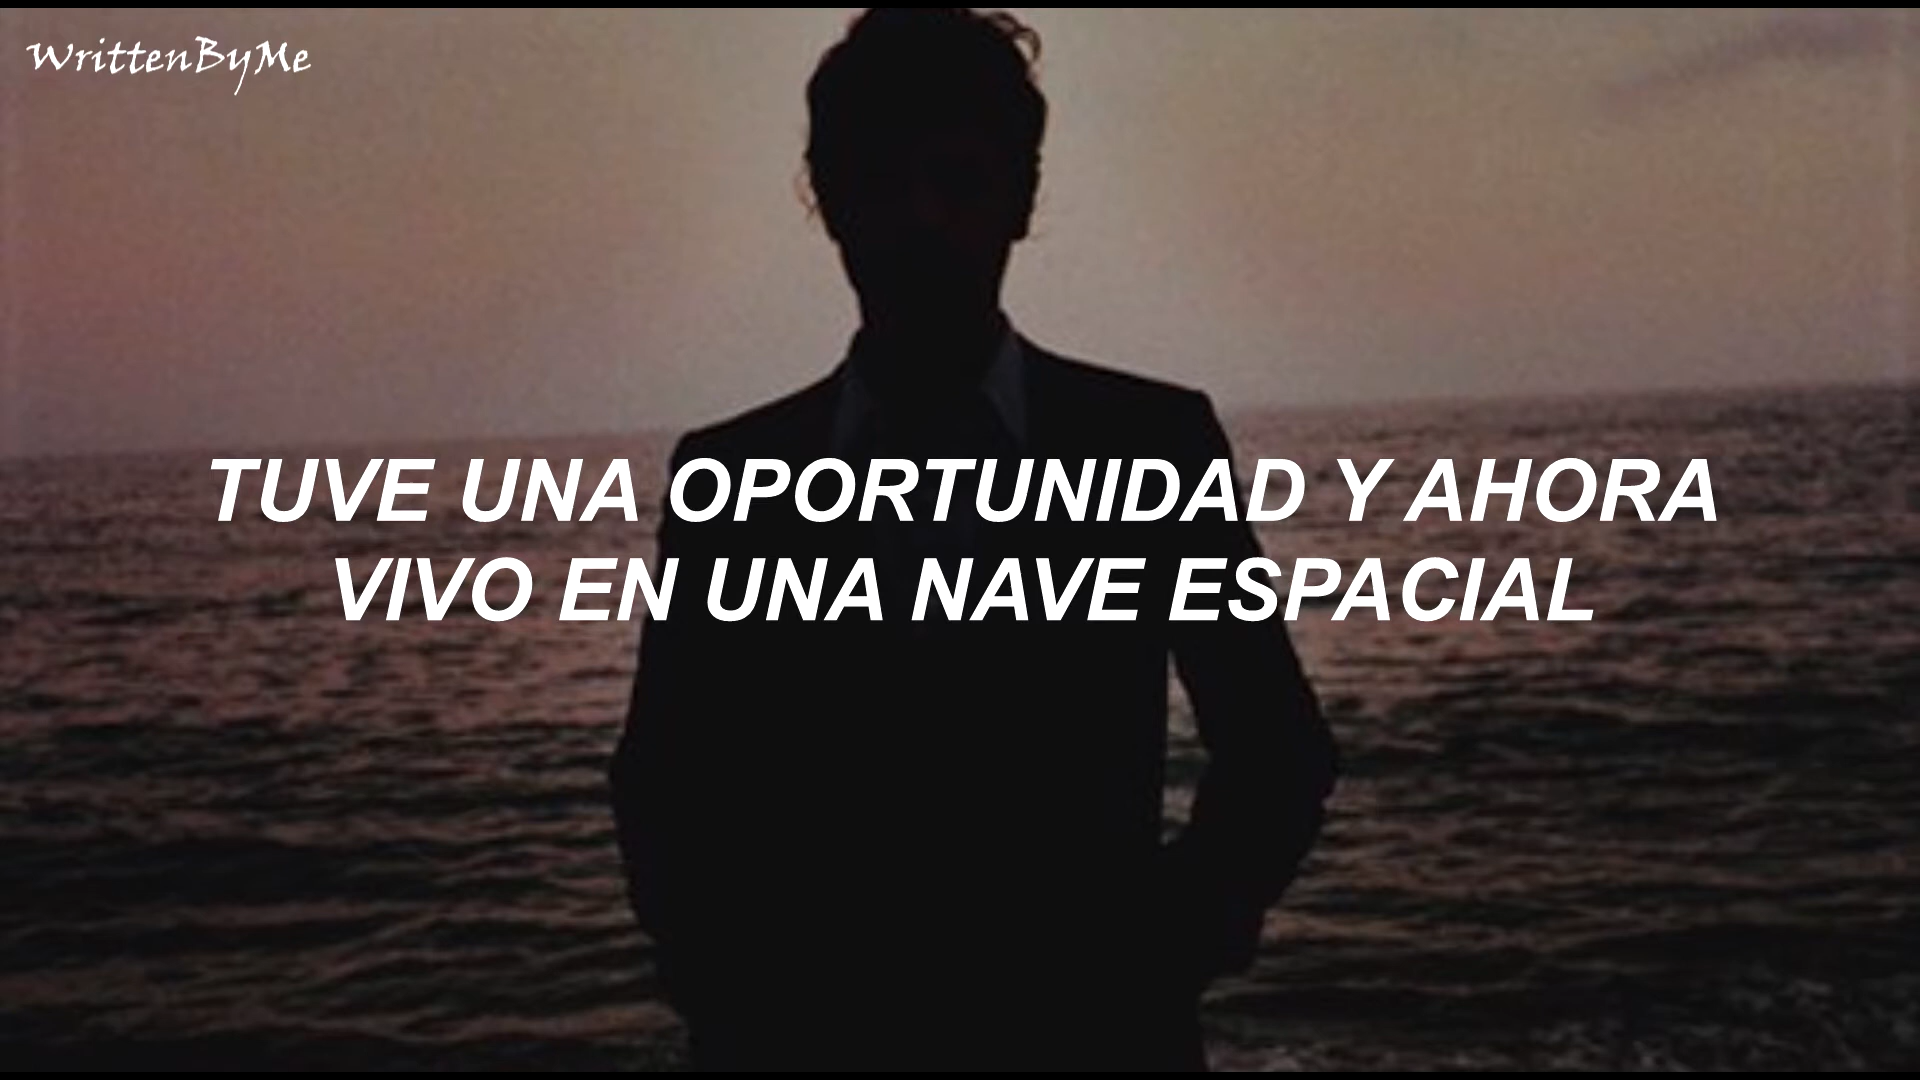 WrittenByMe
TUVE UNA OPORTUNIDAD Y AHORA
VIVO EN UNA NAVE ESPACIAL